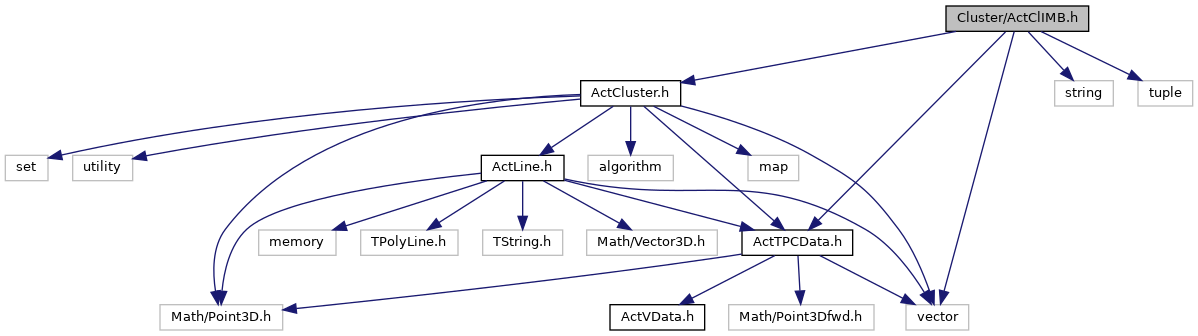 Cluster/ActClIMB.h
ActCluster.h
string
tuple
set
utility
ActLine.h
algorithm
map
memory
TPolyLine.h
TString.h
Math/Vector3D.h
ActTPCData.h
Math/Point3D.h
ActVData.h
Math/Point3Dfwd.h
vector